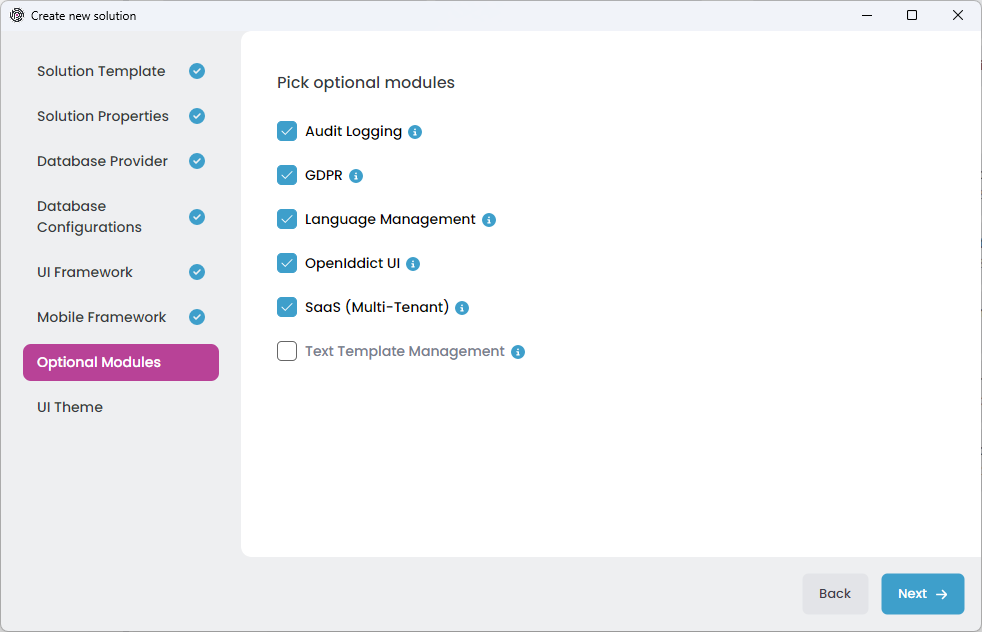 Create new solution
Solution Template
Solution Properties
Database Provider
Database
Configurations
UI Framework
Mobile Framework
Optional Modules
UI Theme
Pick optional modules
Audit Logging
GDPR
Language Management
OpenIddict UI
SaaS (Multi-Tenant)
Text Template Management
Back
Next →